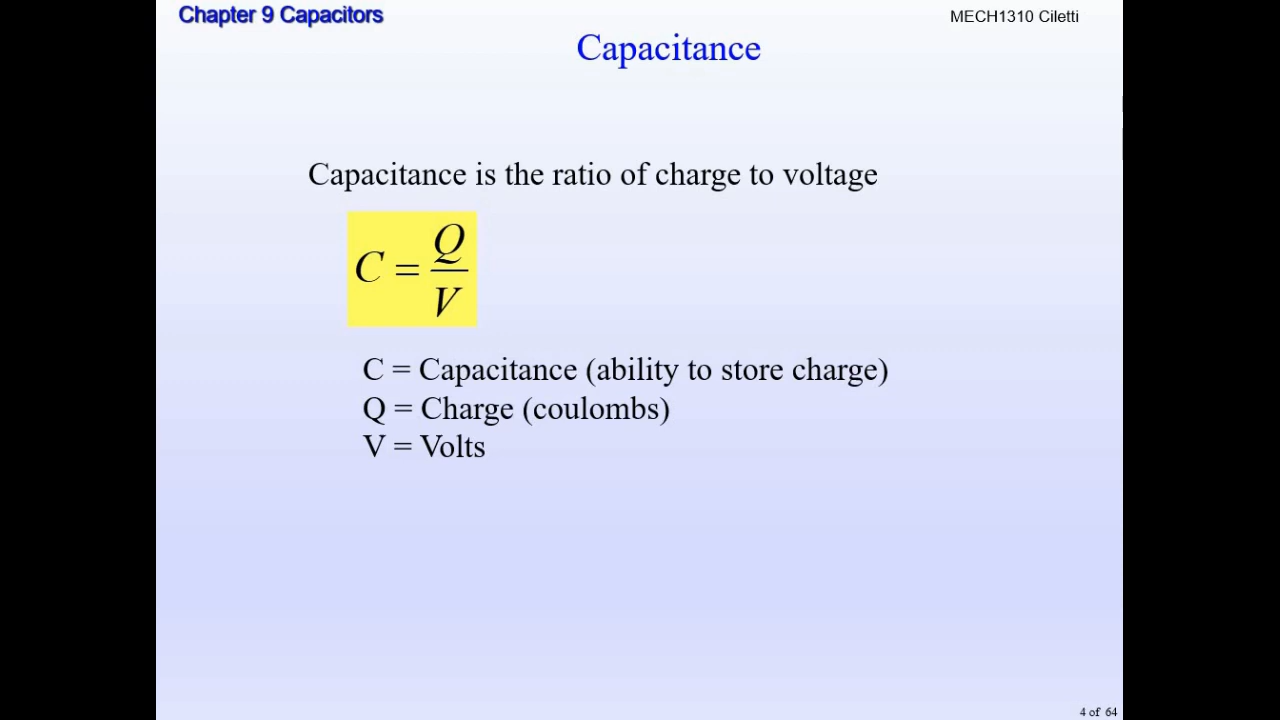 Chapter 9 Capacitors
MECH1310 Ciletti
Capacitance
Capacitance is the ratio of charge to voltage
C = Q/V
C = Capacitance (ability to store charge)
Q = Charge (coulombs)
V = Volts
4 of 64